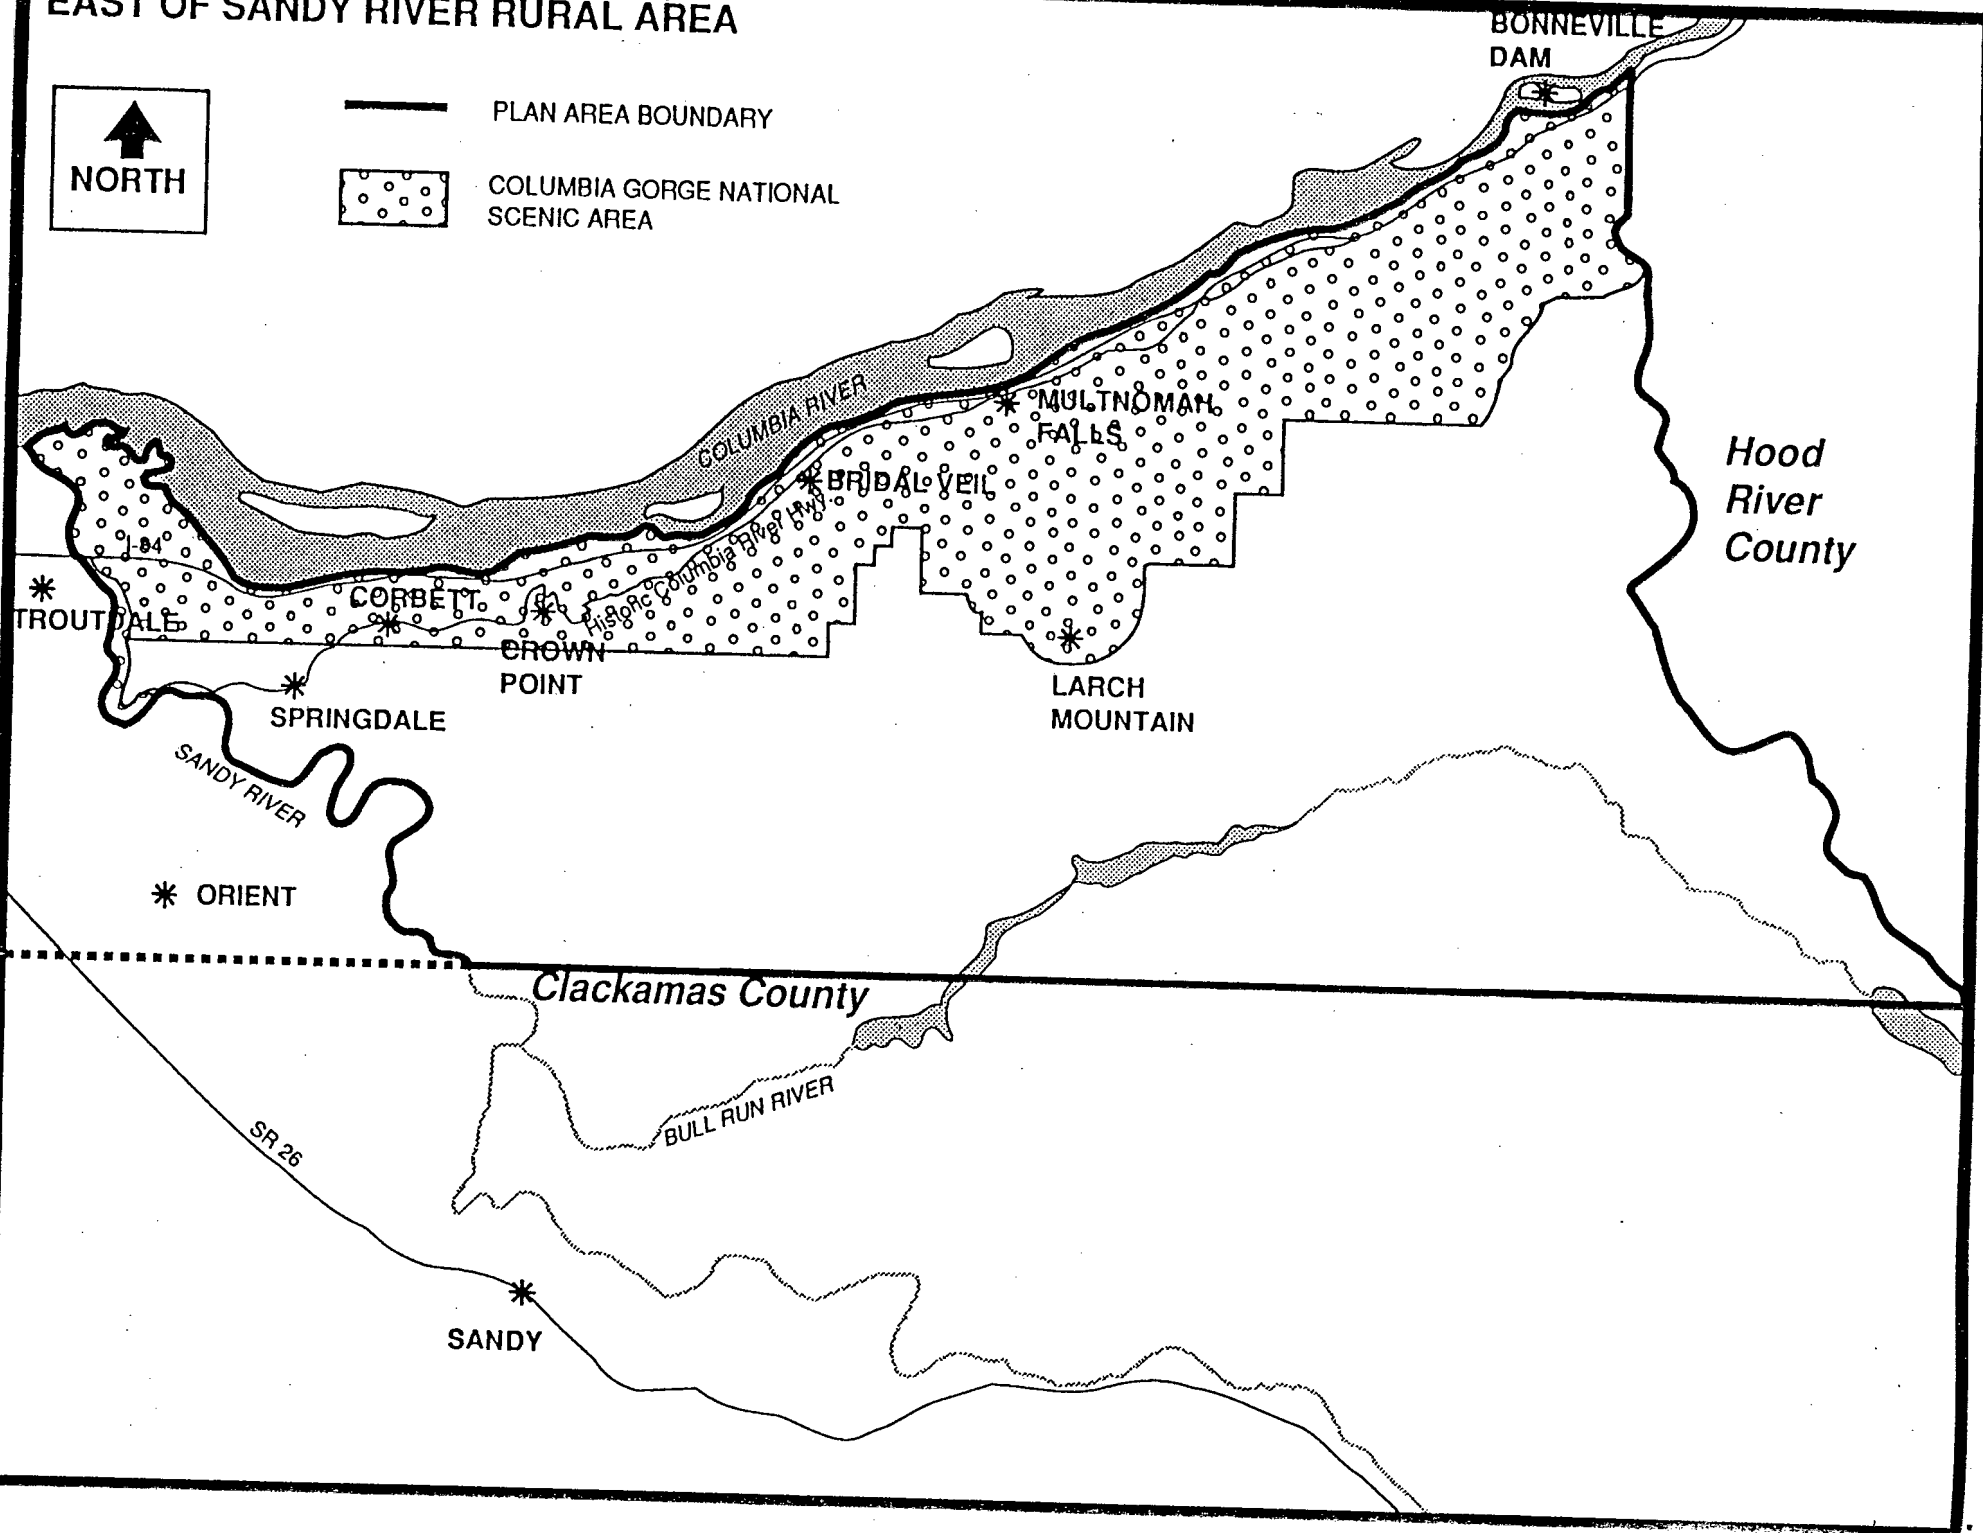 EAST OF SANDY RIVER RURAL AREA
BONNEVILLE
DAM
NORTH
PLAN AREA BOUNDARY
COLUMBIA GORGE NATIONAL
SCENIC AREA
COLUMBIA RIVER
MULTNOMAH
FALLS
BRIDAL VEIL
Historic Columbia River Hwy.
Hood
River
County
I-84
TROUTDALE
CORBETT
CROWN
POINT
SPRINGDALE
LARCH
MOUNTAIN
SANDY RIVER
ORIENT
Clackamas County
BULL RUN RIVER
SR 26
SANDY